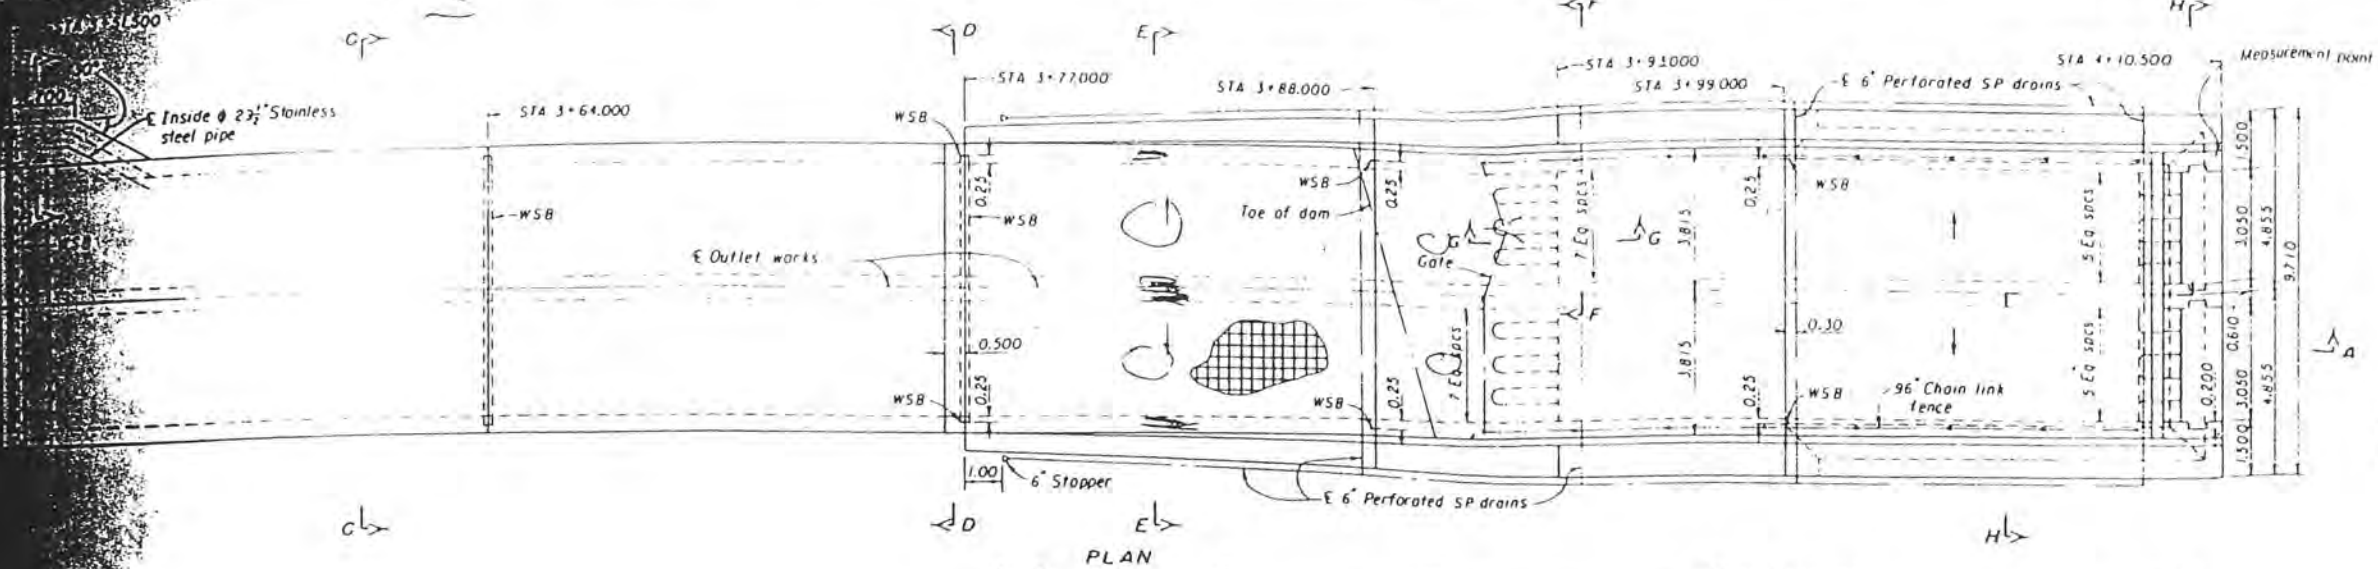 C
D
E
F
H
STA 3+77.000
STA 3+88.000
STA 3+91.000
STA 3+99.000
STA 4+10.500
Measurement point
℄ 6" Perforated SP drains
℄ Inside ϕ 23½" Stainless
steel pipe
STA 3+64.000
WSB
WSB
0.25
WSB
WSB
0.25
Toe of dam
G
Gate
7 Eq spcs
G
3.815
0.25
WSB
5 Eq spcs
1.500
3.050
4.855
9.710
℄ Outlet works
0.500
0.25
WSB
WSB
0.25
7 Eq spcs
F
3.815
0.25
0.30
WSB
96" Chain link
fence
5 Eq spcs
0.200
0.610
3.050
1.500
4.855
A
1.00
6" Stopper
℄ 6" Perforated SP drains
C
D
E
H
PLAN